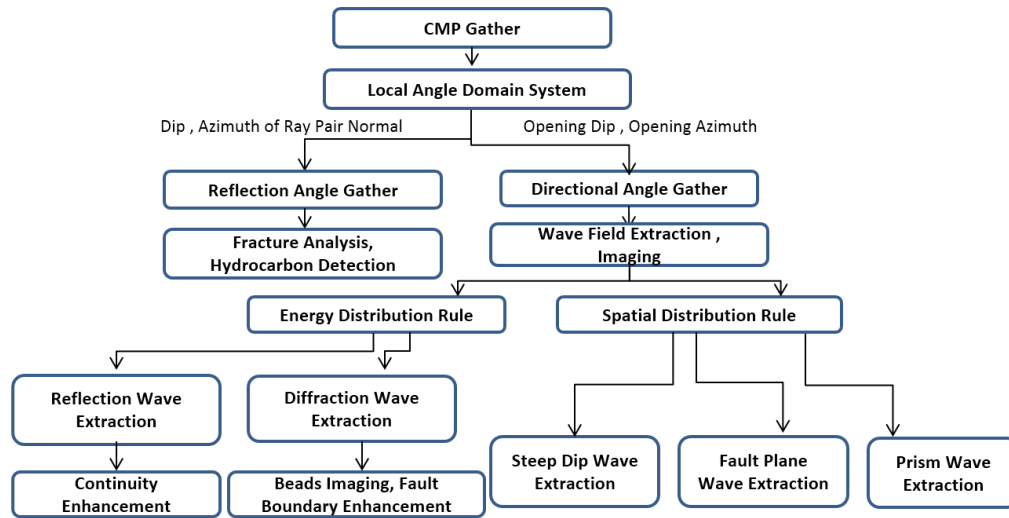 CMP Gather
Local Angle Domain System
Dip , Azimuth of Ray Pair Normal
Opening Dip , Opening Azimuth
Reflection Angle Gather
Directional Angle Gather
Fracture Analysis,
Hydrocarbon Detection
Wave Field Extraction ,
Imaging
Energy Distribution Rule
Spatial Distribution Rule
Reflection Wave
Extraction
Diffraction Wave
Extraction
Steep Dip Wave
Extraction
Fault Plane
Wave Extraction
Prism Wave
Extraction
Continuity
Enhancement
Beads Imaging, Fault
Boundary Enhancement